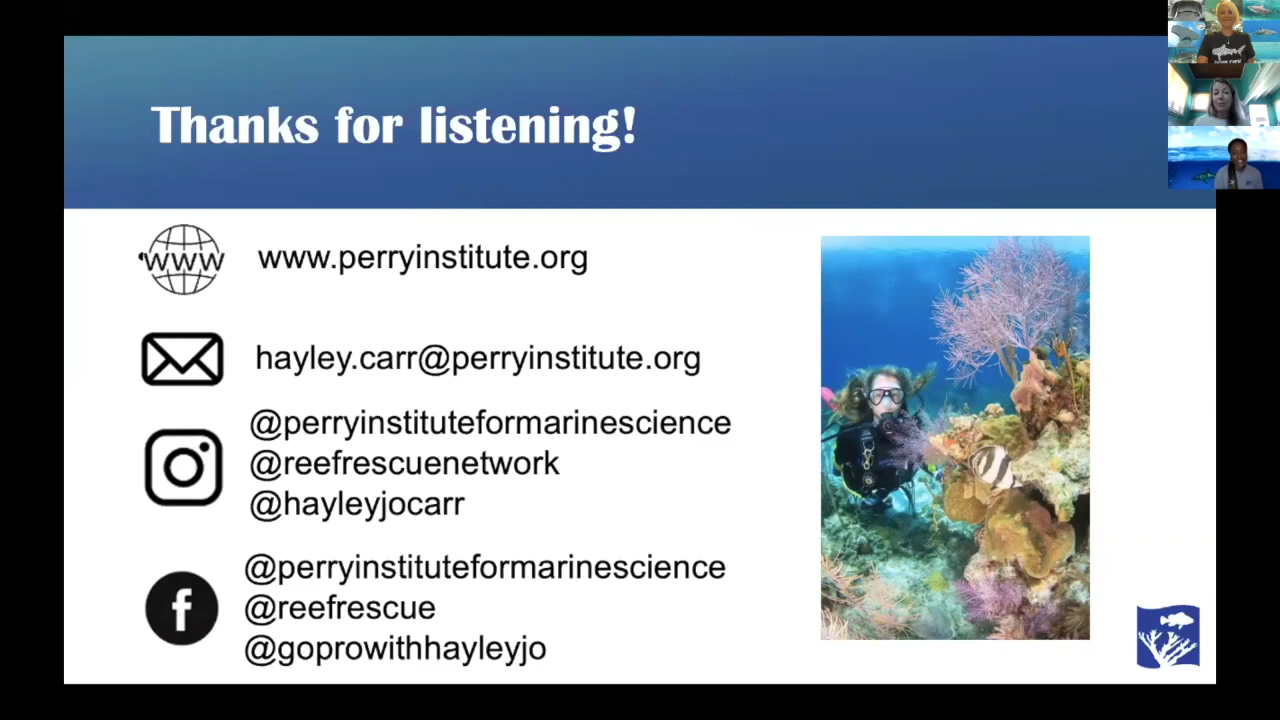 Thanks for listening!
www
www.perryinstitute.org
hayley.carr@perryinstitute.org
@perryinstituteformarinescience
@reefrescuenetwork
@hayleyjocarr
f
@perryinstituteformarinescience
@reefrescue
@goprowithhayleyjo